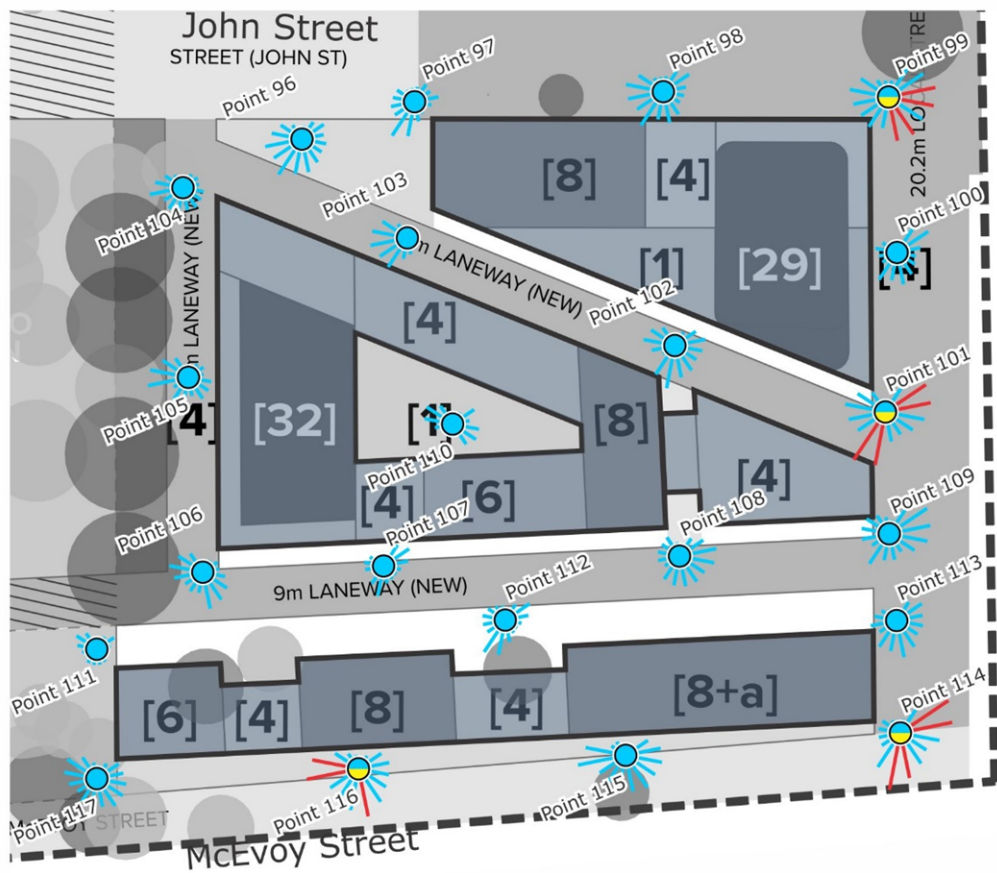 John Street
STREET (JOHN ST)
Point 96
Point 97
Point 98
Point 99
20.2m
Point 100
[4]
Point 103
Point 104
LANEWAY (NEW
[8]
[4]
[1]
[29]
m LANEWAY (NEW)
Point 102
Point 101
[4]
[32]
[1]
[8]
Point 105
[4]
Point 110
[4]
[6]
[4]
Point 106
Point 107
Point 108
Point 109
9m LANEWAY (NEW)
Point 112
Point 113
Point 111
[6]
[4]
[8]
[4]
[8+a]
Point 114
Point 117
Point 116
Point 115
STREET
McEvoy Street